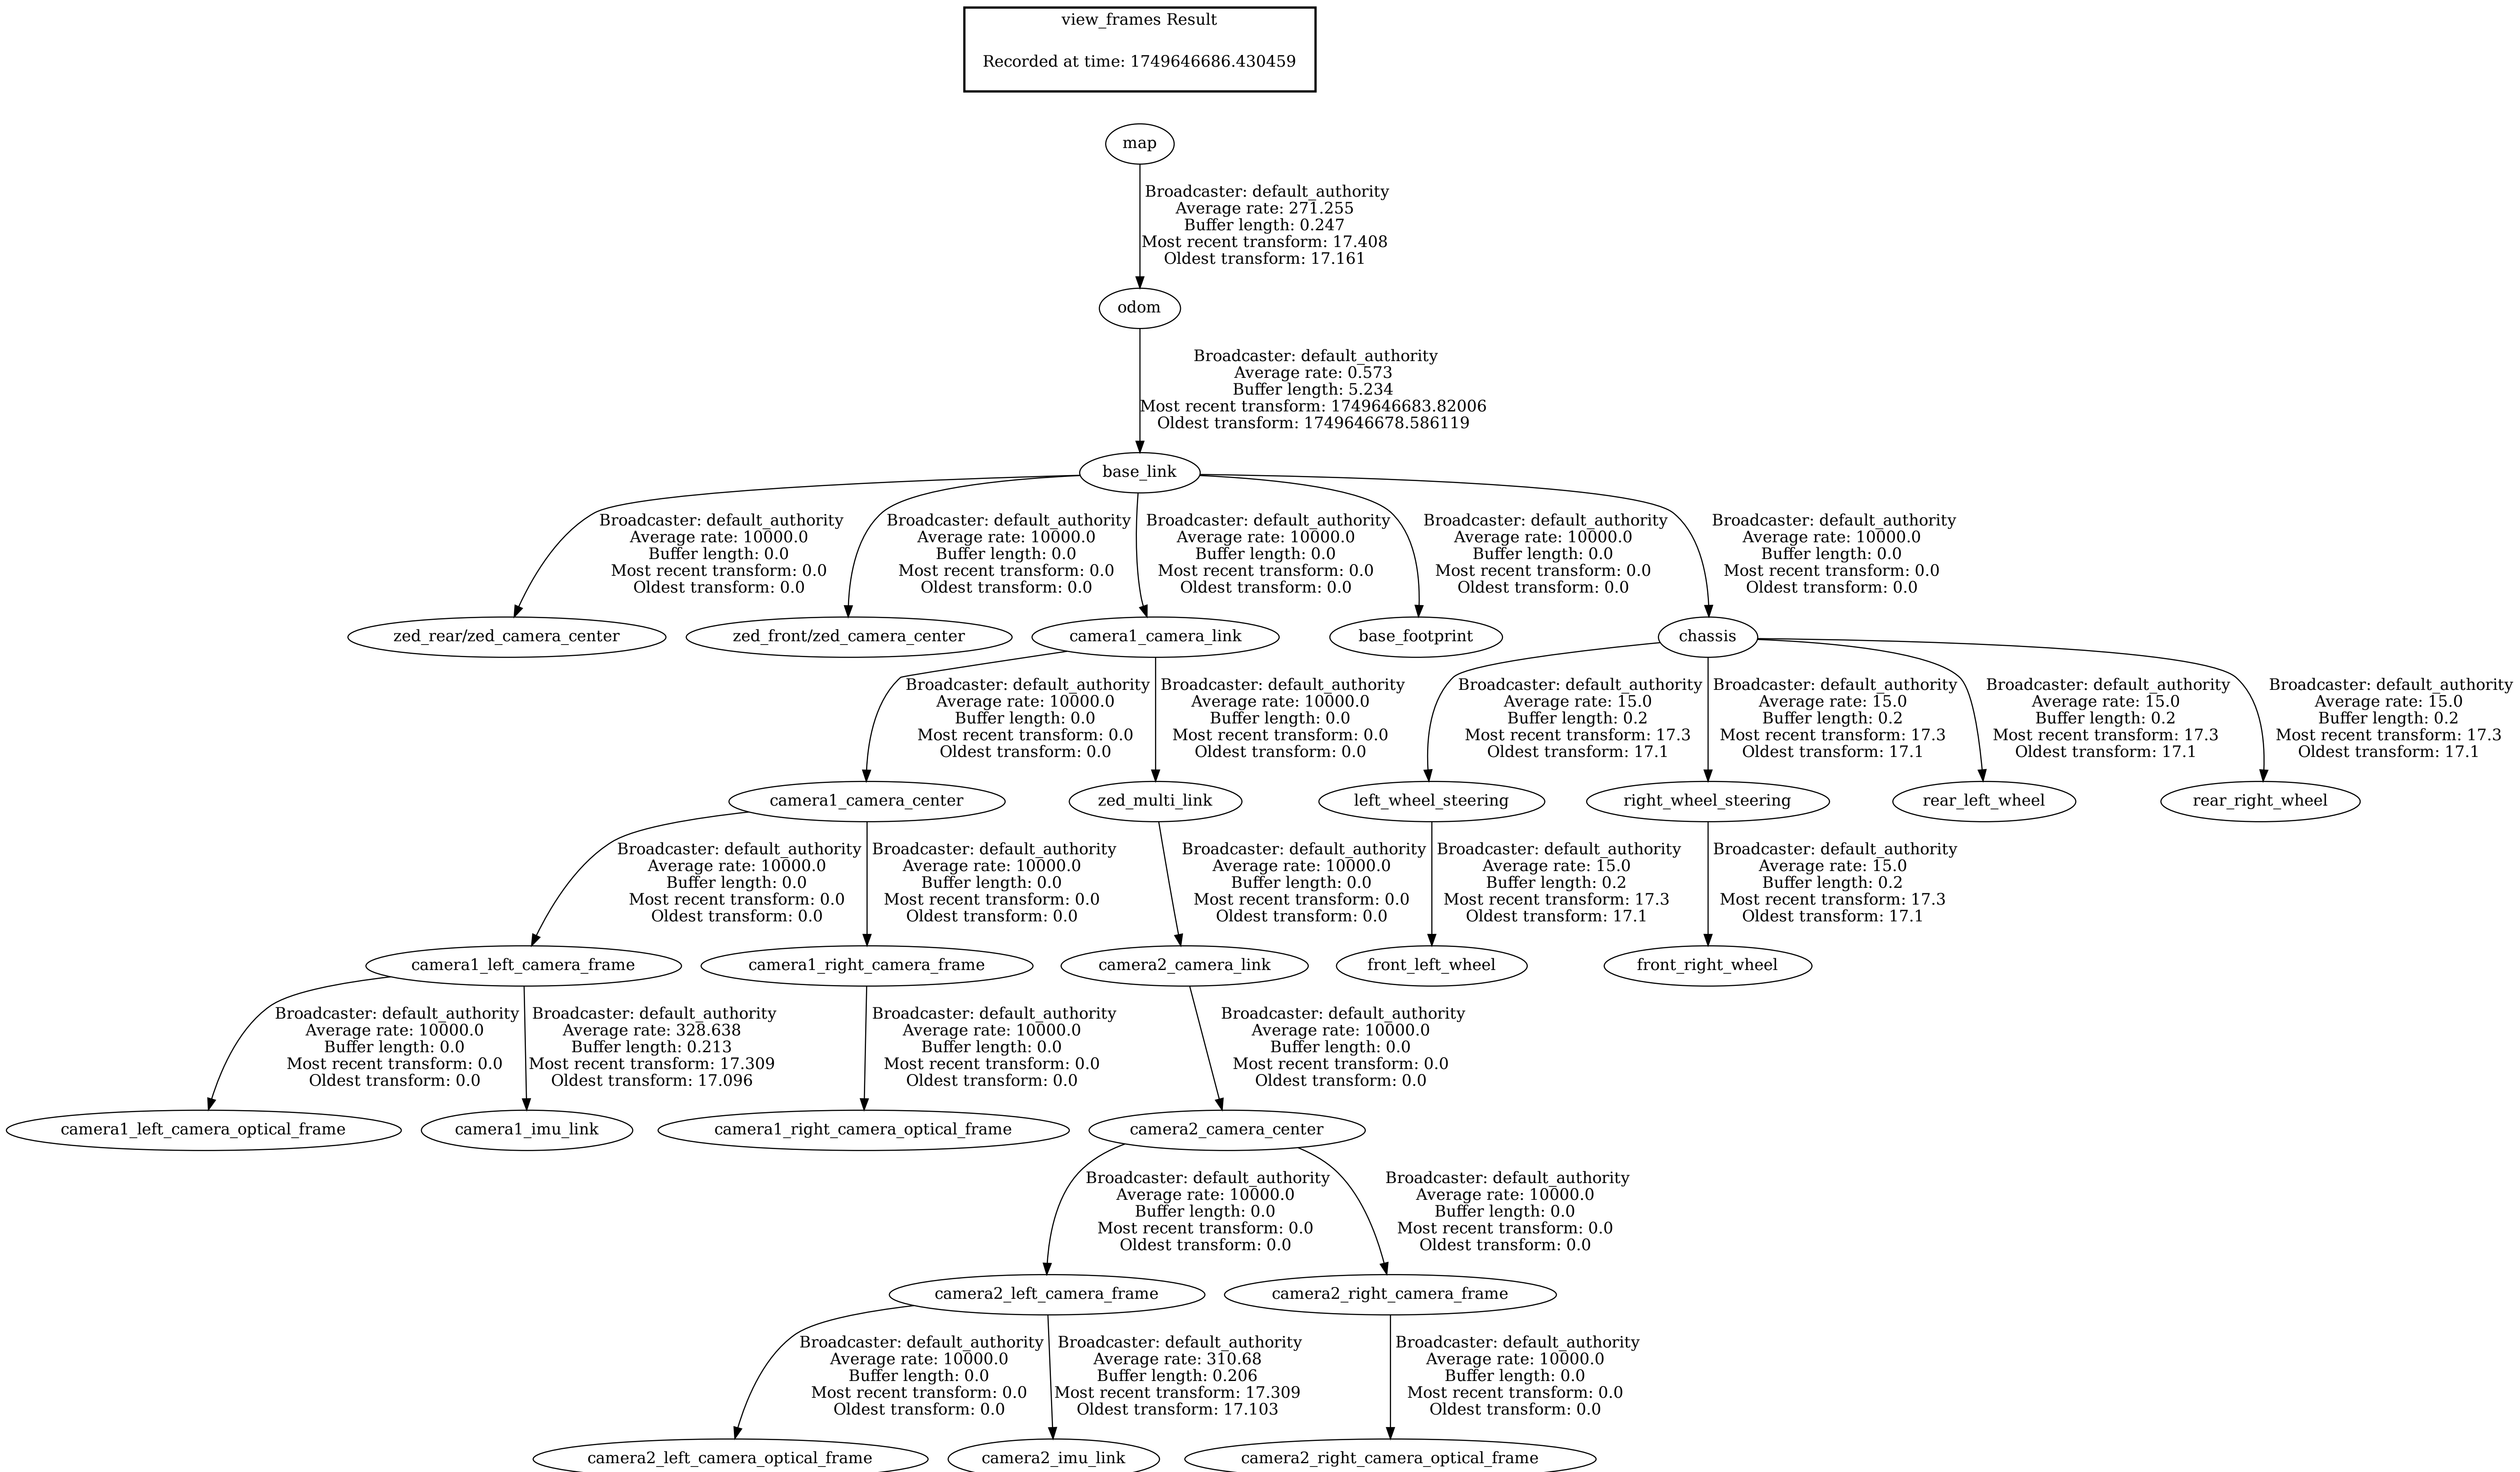 view_frames Result
Recorded at time: 1749646686.430459
map
Broadcaster: default_authority
Average rate: 271.255
Buffer length: 0.247
Most recent transform: 17.408
Oldest transform: 17.161
odom
Broadcaster: default_authority
Average rate: 0.573
Buffer length: 5.234
Most recent transform: 1749646683.82006
Oldest transform: 1749646678.586119
base_link
Broadcaster: default_authority
Average rate: 10000.0
Buffer length: 0.0
Most recent transform: 0.0
Oldest transform: 0.0
Broadcaster: default_authority
Average rate: 10000.0
Buffer length: 0.0
Most recent transform: 0.0
Oldest transform: 0.0
Broadcaster: default_authority
Average rate: 10000.0
Buffer length: 0.0
Most recent transform: 0.0
Oldest transform: 0.0
Broadcaster: default_authority
Average rate: 10000.0
Buffer length: 0.0
Most recent transform: 0.0
Oldest transform: 0.0
Broadcaster: default_authority
Average rate: 10000.0
Buffer length: 0.0
Most recent transform: 0.0
Oldest transform: 0.0
zed_rear/zed_camera_center
zed_front/zed_camera_center
camera1_camera_link
base_footprint
chassis
Broadcaster: default_authority
Average rate: 10000.0
Buffer length: 0.0
Most recent transform: 0.0
Oldest transform: 0.0
Broadcaster: default_authority
Average rate: 10000.0
Buffer length: 0.0
Most recent transform: 0.0
Oldest transform: 0.0
Broadcaster: default_authority
Average rate: 15.0
Buffer length: 0.2
Most recent transform: 17.3
Oldest transform: 17.1
Broadcaster: default_authority
Average rate: 15.0
Buffer length: 0.2
Most recent transform: 17.3
Oldest transform: 17.1
Broadcaster: default_authority
Average rate: 15.0
Buffer length: 0.2
Most recent transform: 17.3
Oldest transform: 17.1
Broadcaster: default_authority
Average rate: 15.0
Buffer length: 0.2
Most recent transform: 17.3
Oldest transform: 17.1
camera1_camera_center
zed_multi_link
left_wheel_steering
right_wheel_steering
rear_left_wheel
rear_right_wheel
Broadcaster: default_authority
Average rate: 10000.0
Buffer length: 0.0
Most recent transform: 0.0
Oldest transform: 0.0
Broadcaster: default_authority
Average rate: 10000.0
Buffer length: 0.0
Most recent transform: 0.0
Oldest transform: 0.0
Broadcaster: default_authority
Average rate: 10000.0
Buffer length: 0.0
Most recent transform: 0.0
Oldest transform: 0.0
Broadcaster: default_authority
Average rate: 15.0
Buffer length: 0.2
Most recent transform: 17.3
Oldest transform: 17.1
Broadcaster: default_authority
Average rate: 15.0
Buffer length: 0.2
Most recent transform: 17.3
Oldest transform: 17.1
camera1_left_camera_frame
camera1_right_camera_frame
camera2_camera_link
front_left_wheel
front_right_wheel
Broadcaster: default_authority
Average rate: 10000.0
Buffer length: 0.0
Most recent transform: 0.0
Oldest transform: 0.0
Broadcaster: default_authority
Average rate: 328.638
Buffer length: 0.213
Most recent transform: 17.309
Oldest transform: 17.096
Broadcaster: default_authority
Average rate: 10000.0
Buffer length: 0.0
Most recent transform: 0.0
Oldest transform: 0.0
Broadcaster: default_authority
Average rate: 10000.0
Buffer length: 0.0
Most recent transform: 0.0
Oldest transform: 0.0
camera1_left_camera_optical_frame
camera1_imu_link
camera1_right_camera_optical_frame
camera2_camera_center
Broadcaster: default_authority
Average rate: 10000.0
Buffer length: 0.0
Most recent transform: 0.0
Oldest transform: 0.0
Broadcaster: default_authority
Average rate: 10000.0
Buffer length: 0.0
Most recent transform: 0.0
Oldest transform: 0.0
camera2_left_camera_frame
camera2_right_camera_frame
Broadcaster: default_authority
Average rate: 10000.0
Buffer length: 0.0
Most recent transform: 0.0
Oldest transform: 0.0
Broadcaster: default_authority
Average rate: 310.68
Buffer length: 0.206
Most recent transform: 17.309
Oldest transform: 17.103
Broadcaster: default_authority
Average rate: 10000.0
Buffer length: 0.0
Most recent transform: 0.0
Oldest transform: 0.0
camera2_left_camera_optical_frame
camera2_imu_link
camera2_right_camera_optical_frame